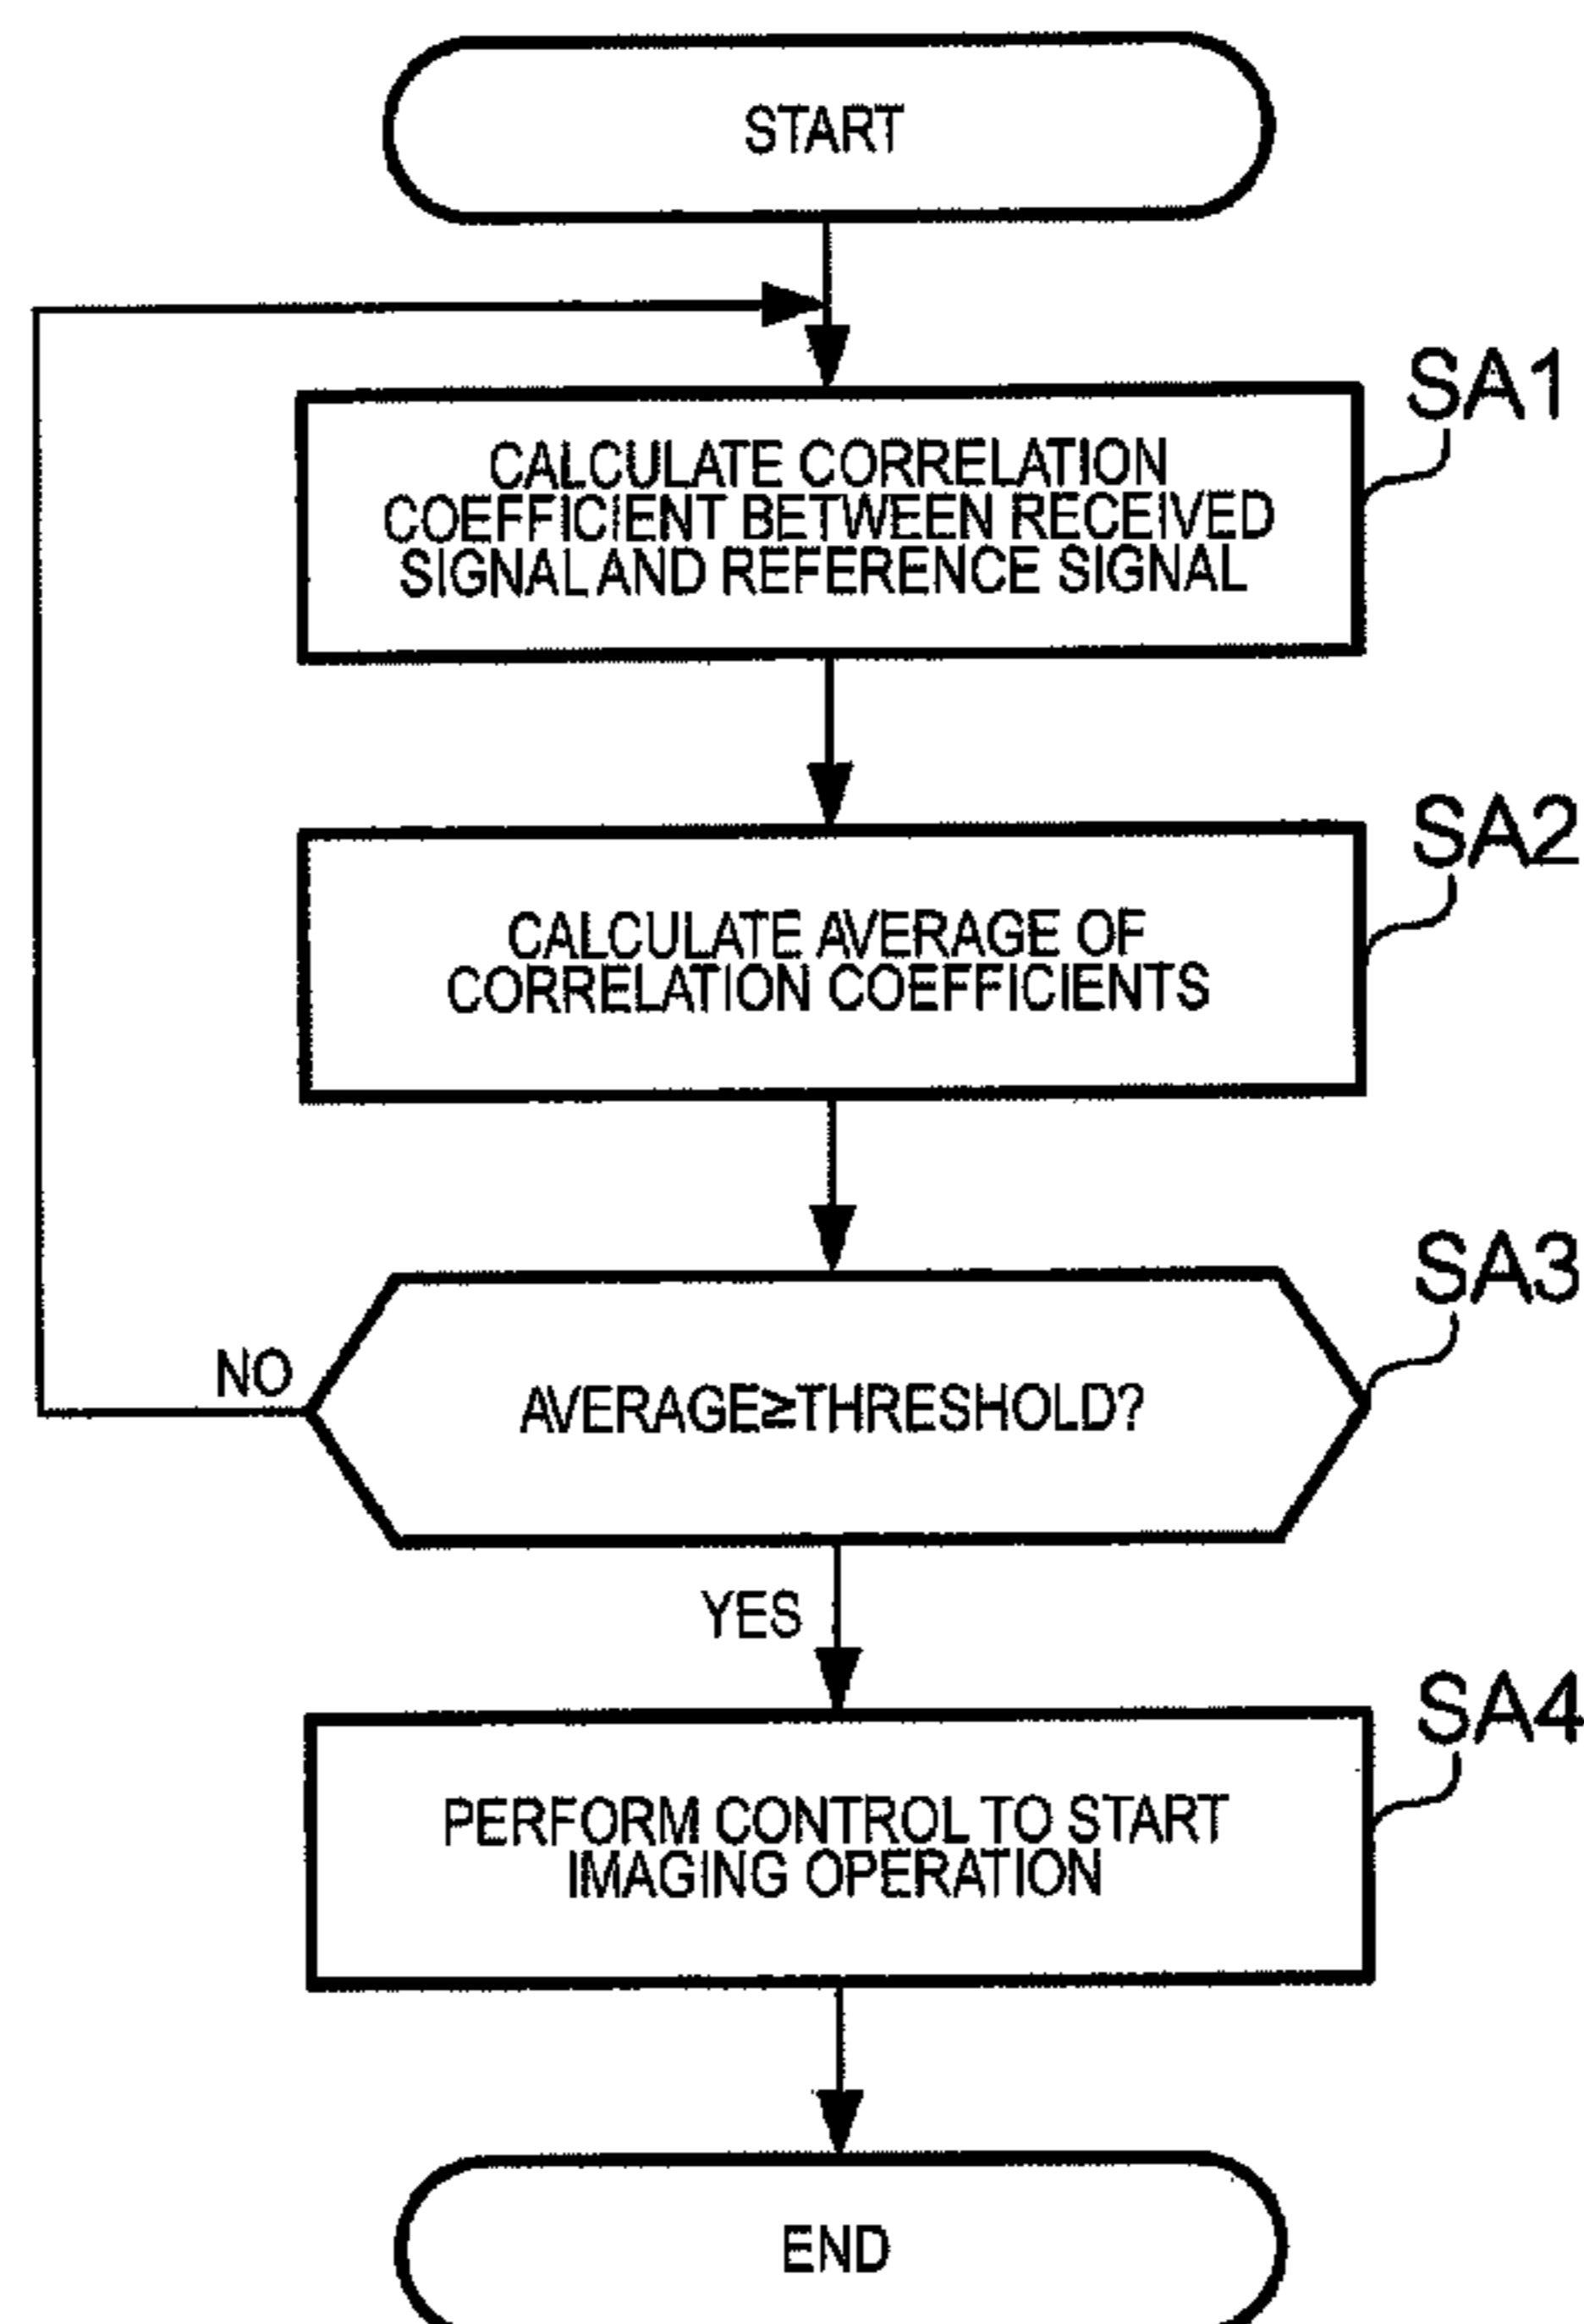 START
SA1
CALCULATE CORRELATION
COEFFICIENT BETWEEN RECEIVED
SIGNAL AND REFERENCE SIGNAL
SA2
CALCULATE AVERAGE OF
CORRELATION COEFFICIENTS
SA3
NO
AVERAGE≥THRESHOLD?
YES
SA4
PERFORM CONTROL TO START
IMAGING OPERATION
END